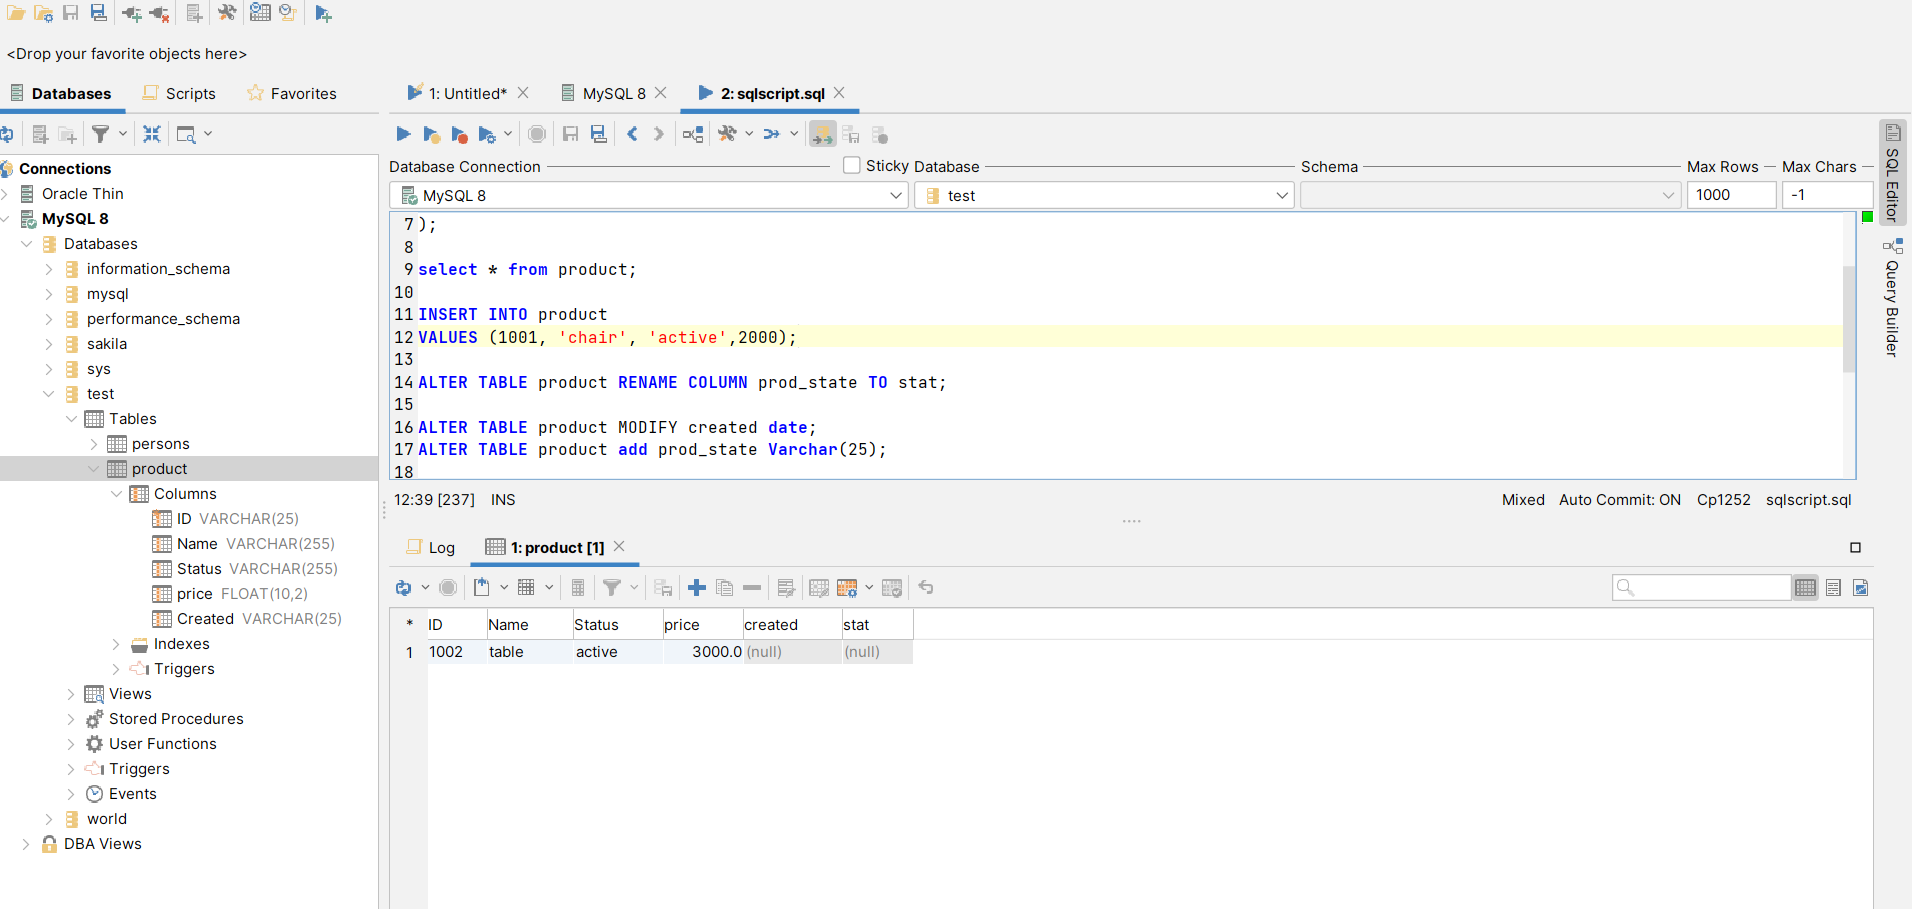 <Drop your favorite objects here>
Databases Scripts Favorites
1: Untitled* MySQL 8 2: sqlscript.sql
Database Connection Sticky Database Schema Max Rows Max Chars
MySQL 8 test 1000 -1
Connections
Oracle Thin
MySQL 8
Databases
information_schema
mysql
performance_schema
sakila
sys
test
Tables
persons
product
Columns
ID VARCHAR(25)
Name VARCHAR(255)
Status VARCHAR(255)
price FLOAT(10,2)
Created VARCHAR(25)
Indexes
Triggers
Views
Stored Procedures
User Functions
Triggers
Events
world
DBA Views
7 );
8
9 select * from product;
10
11 INSERT INTO product
12 VALUES (1001, 'chair', 'active',2000);
13
14 ALTER TABLE product RENAME COLUMN prod_state TO stat;
15
16 ALTER TABLE product MODIFY created date;
17 ALTER TABLE product add prod_state Varchar(25);
18
12:39 [237] INS Mixed Auto Commit: ON Cp1252 sqlscript.sql
Log 1: product [1]
* ID Name Status price created stat
1 1002 table active 3000.0 (null) (null)
SQL Editor
Query Builder